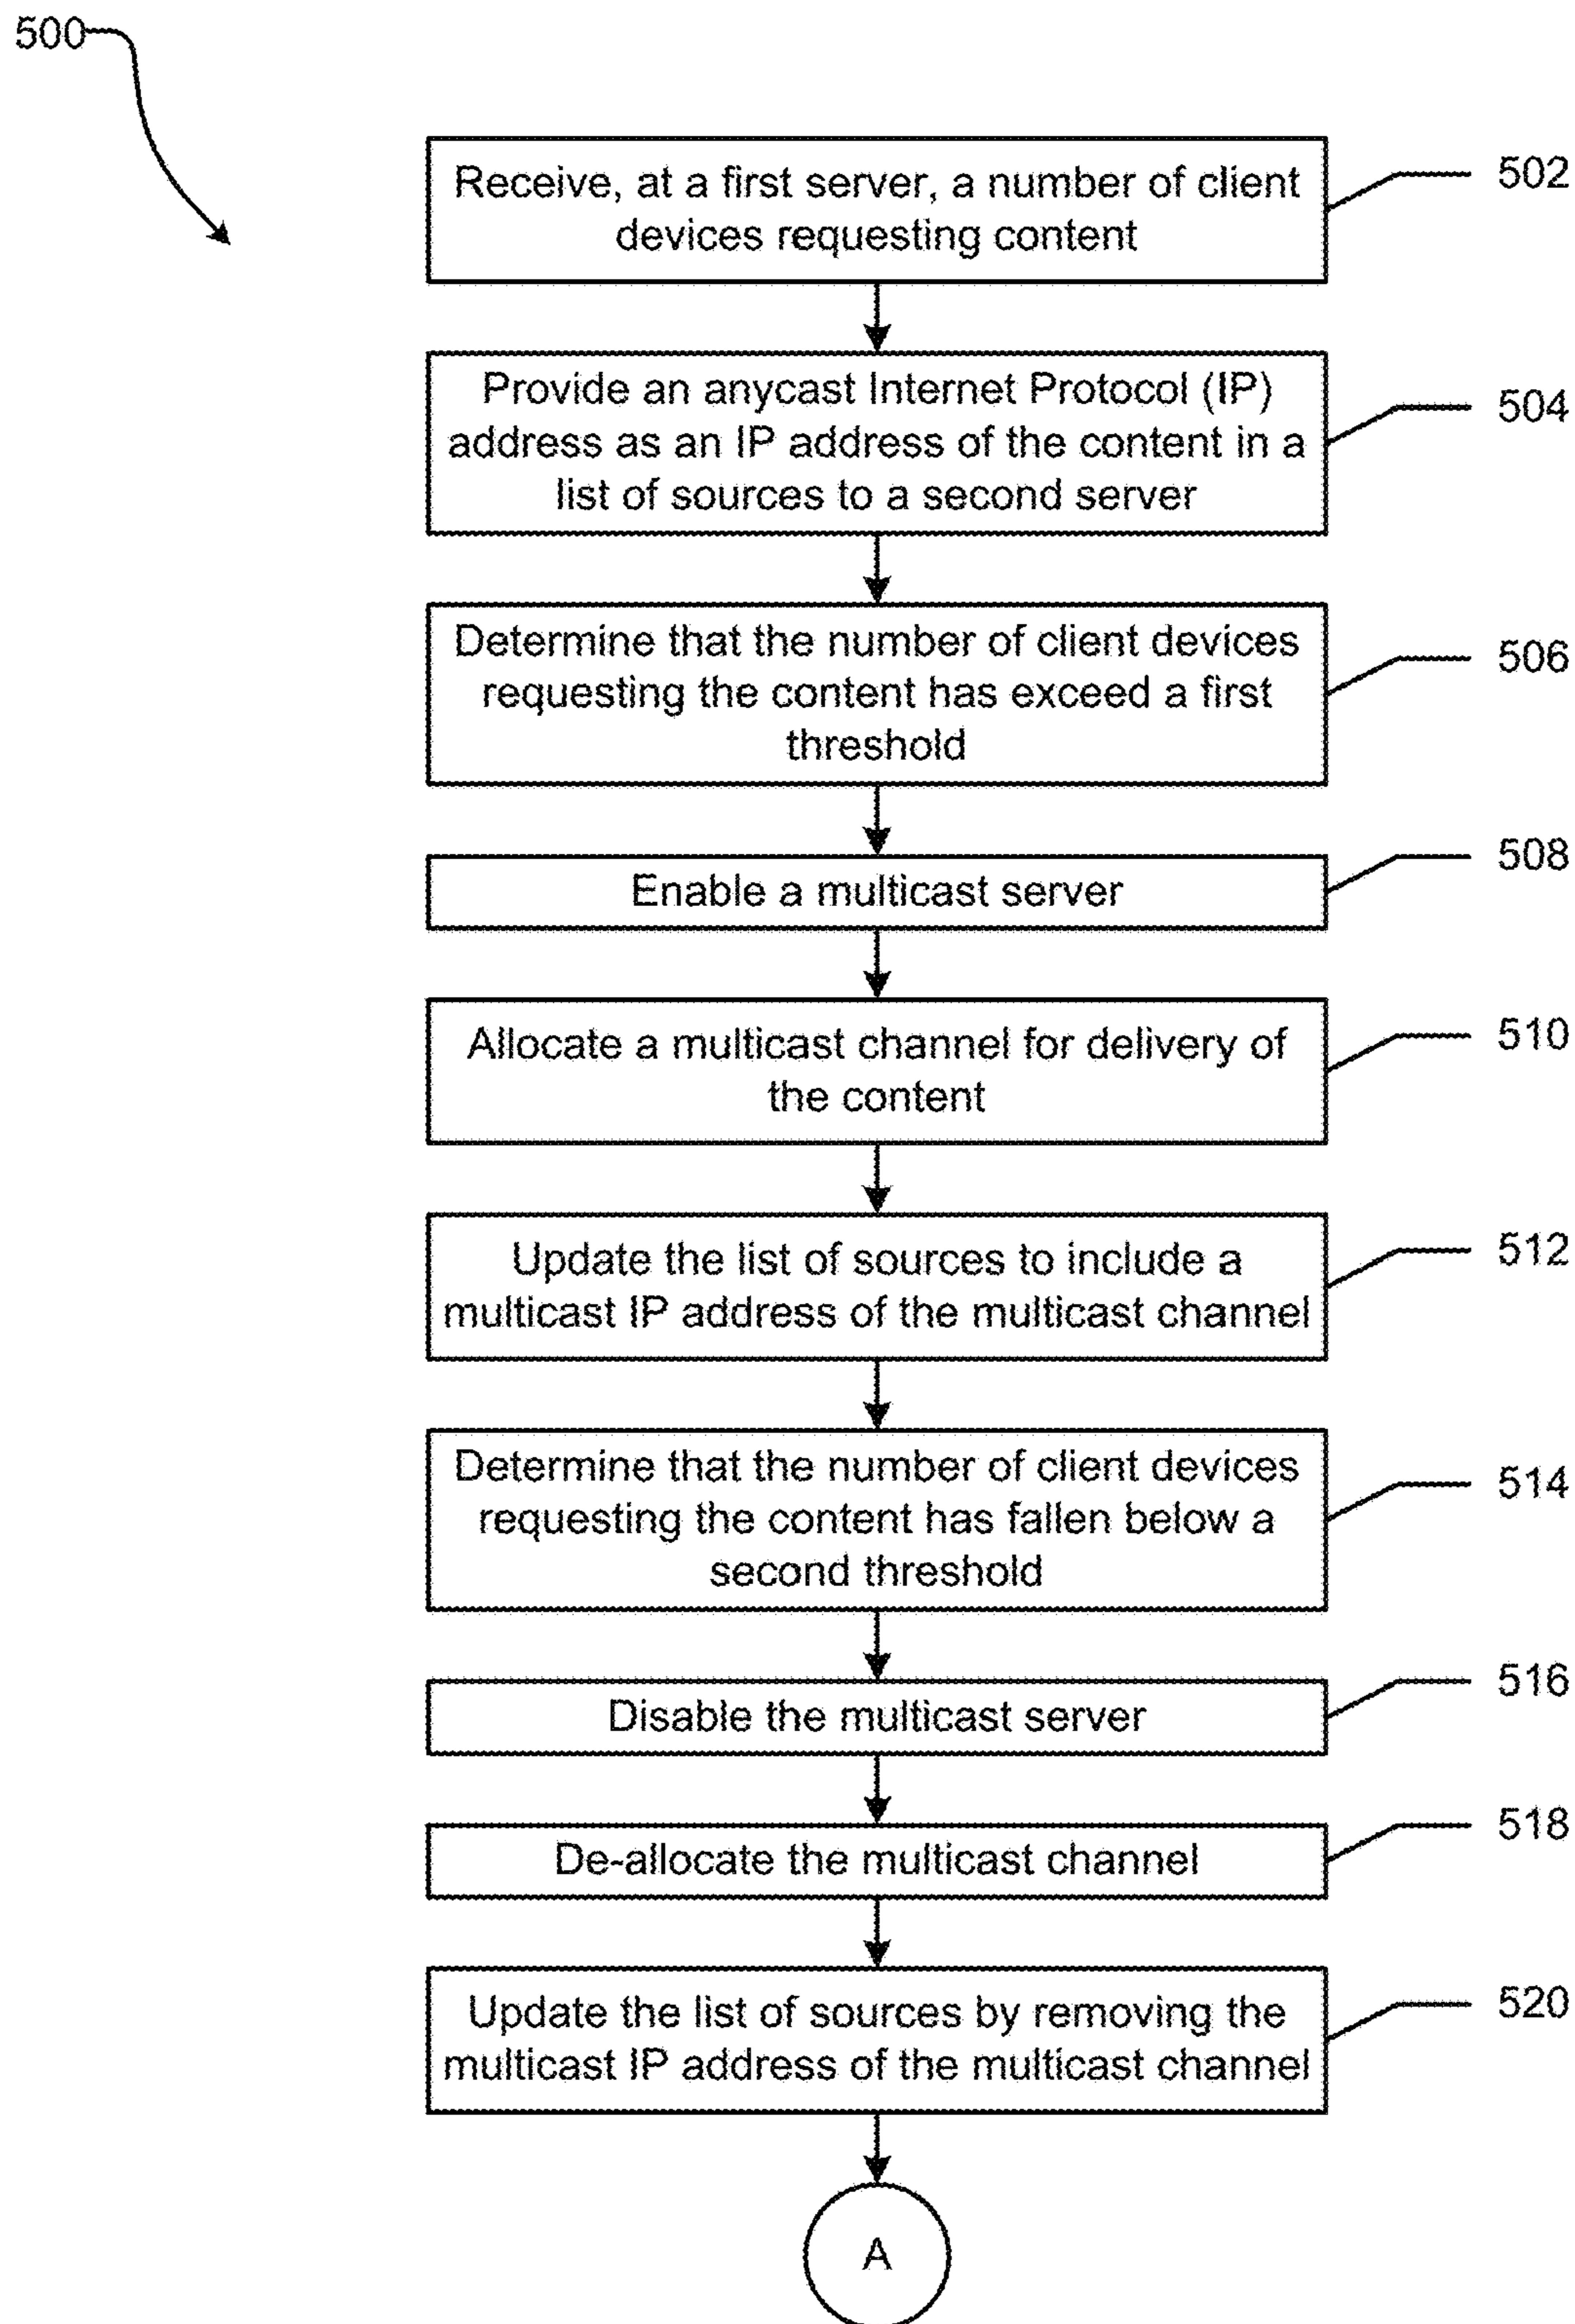 500
Receive, at a first server, a number of client
devices requesting content
502
Provide an anycast Internet Protocol (IP)
address as an IP address of the content in a
list of sources to a second server
504
Determine that the number of client devices
requesting the content has exceed a first
threshold
506
Enable a multicast server
508
Allocate a multicast channel for delivery of
the content
510
Update the list of sources to include a
multicast IP address of the multicast channel
512
Determine that the number of client devices
requesting the content has fallen below a
second threshold
514
Disable the multicast server
516
De-allocate the multicast channel
518
Update the list of sources by removing the
multicast IP address of the multicast channel
520
A